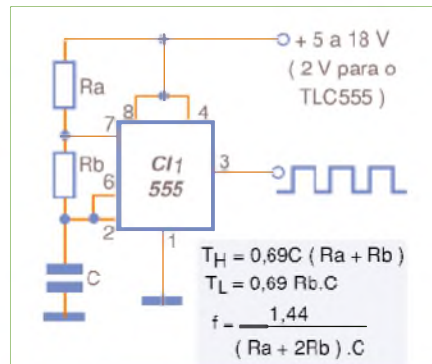 + 5 a 18 V
( 2 V para o
TLC555 )
Ra
8
4
7
Rb
CI1
555
3
6
2
1
C
TH = 0,69C ( Ra + Rb )
TL = 0,69 Rb.C
f = 1,44
( Ra + 2Rb ) .C